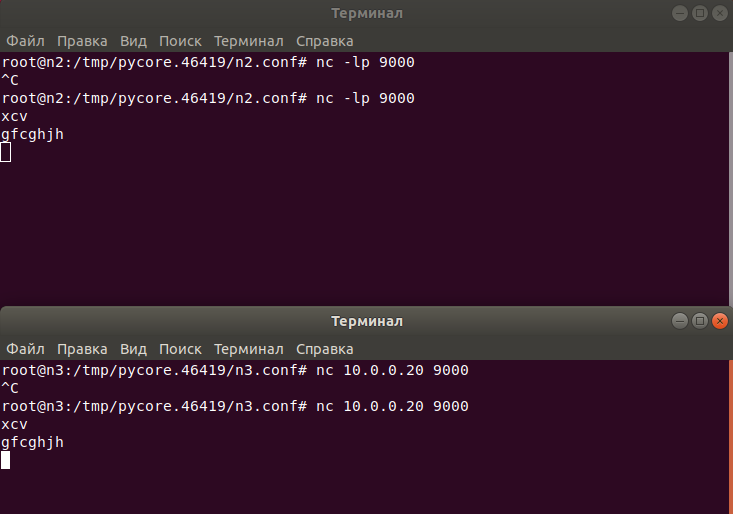 Терминал
Файл Правка Вид Поиск Терминал Справка
root@n2:/tmp/pycore.46419/n2.conf# nc -lp 9000
^C
root@n2:/tmp/pycore.46419/n2.conf# nc -lp 9000
xcv
gfcghjh
Терминал
Файл Правка Вид Поиск Терминал Справка
root@n3:/tmp/pycore.46419/n3.conf# nc 10.0.0.20 9000
^C
root@n3:/tmp/pycore.46419/n3.conf# nc 10.0.0.20 9000
xcv
gfcghjh